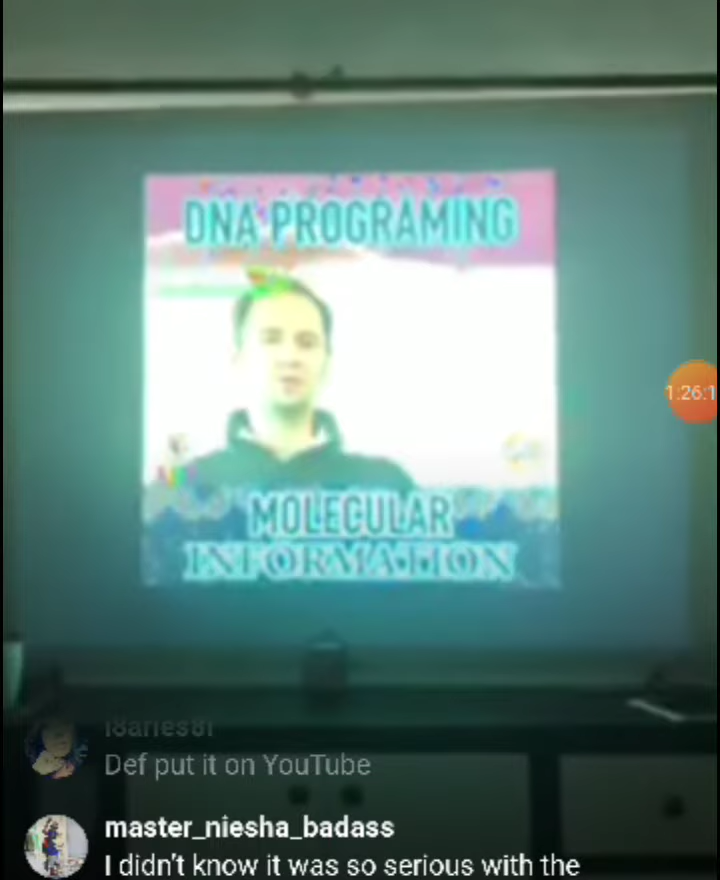 DNA PROGRAMING
MOLECULAR
INFORMATION
1:26:1
i8aries8i
Def put it on YouTube
master_niesha_badass
I didn't know it was so serious with the